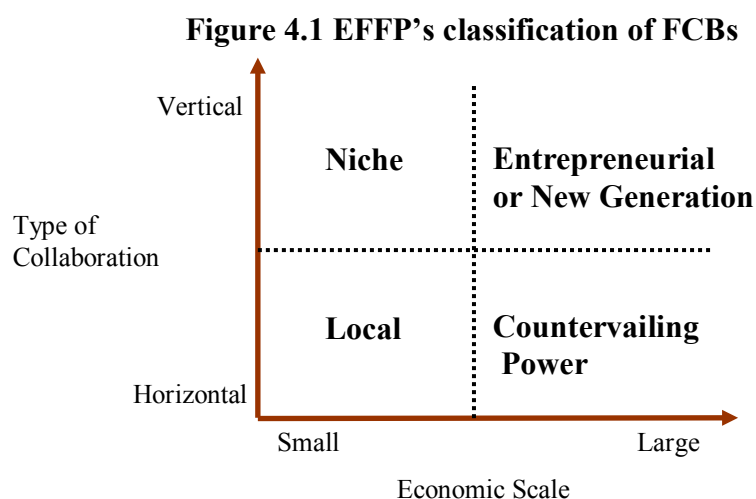 Figure 4.1 EFFP’s classification of FCBs
Vertical
Niche
Entrepreneurial
or New Generation
Type of
Collaboration
Local
Countervailing
Power
Horizontal
Small
Large
Economic Scale